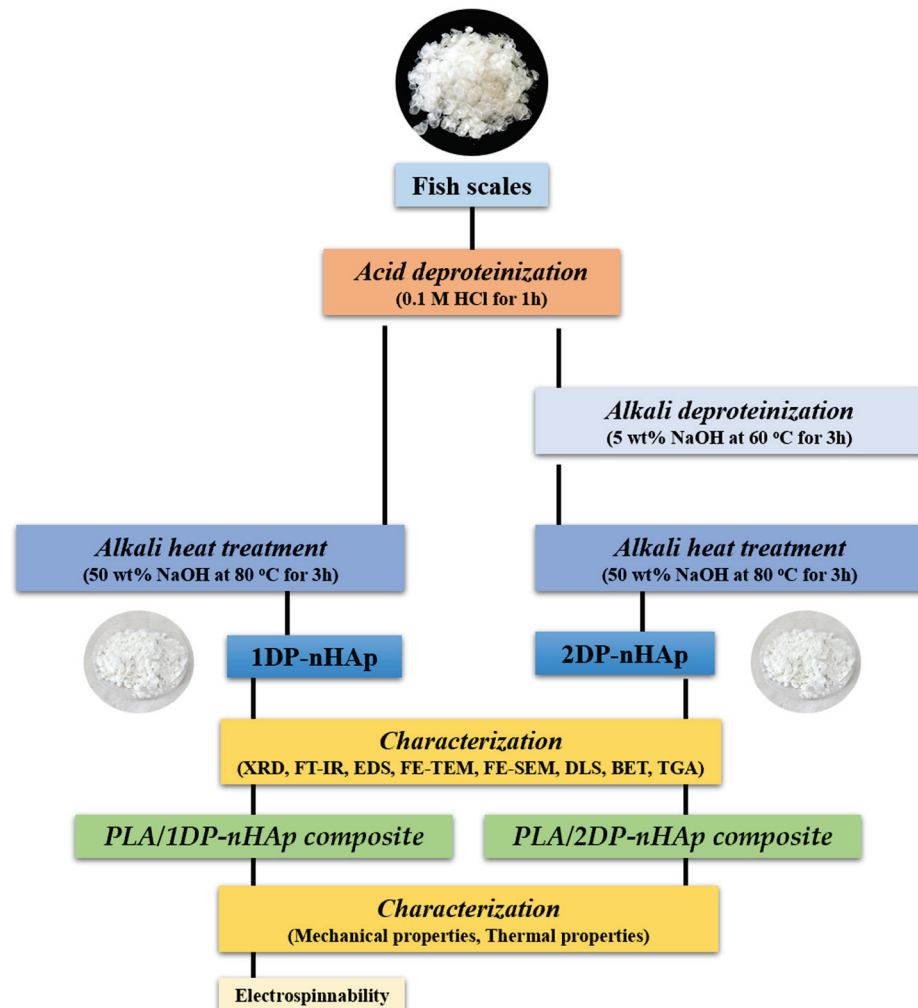 Fish scales
Acid deproteinization
(0.1 M HCl for 1h)
Alkali deproteinization
(5 wt% NaOH at 60 °C for 3h)
Alkali heat treatment
(50 wt% NaOH at 80 °C for 3h)
Alkali heat treatment
(50 wt% NaOH at 80 °C for 3h)
1DP-nHAp
2DP-nHAp
Characterization
(XRD, FT-IR, EDS, FE-TEM, FE-SEM, DLS, BET, TGA)
PLA/1DP-nHAp composite
PLA/2DP-nHAp composite
Characterization
(Mechanical properties, Thermal properties)
Electrospinnability